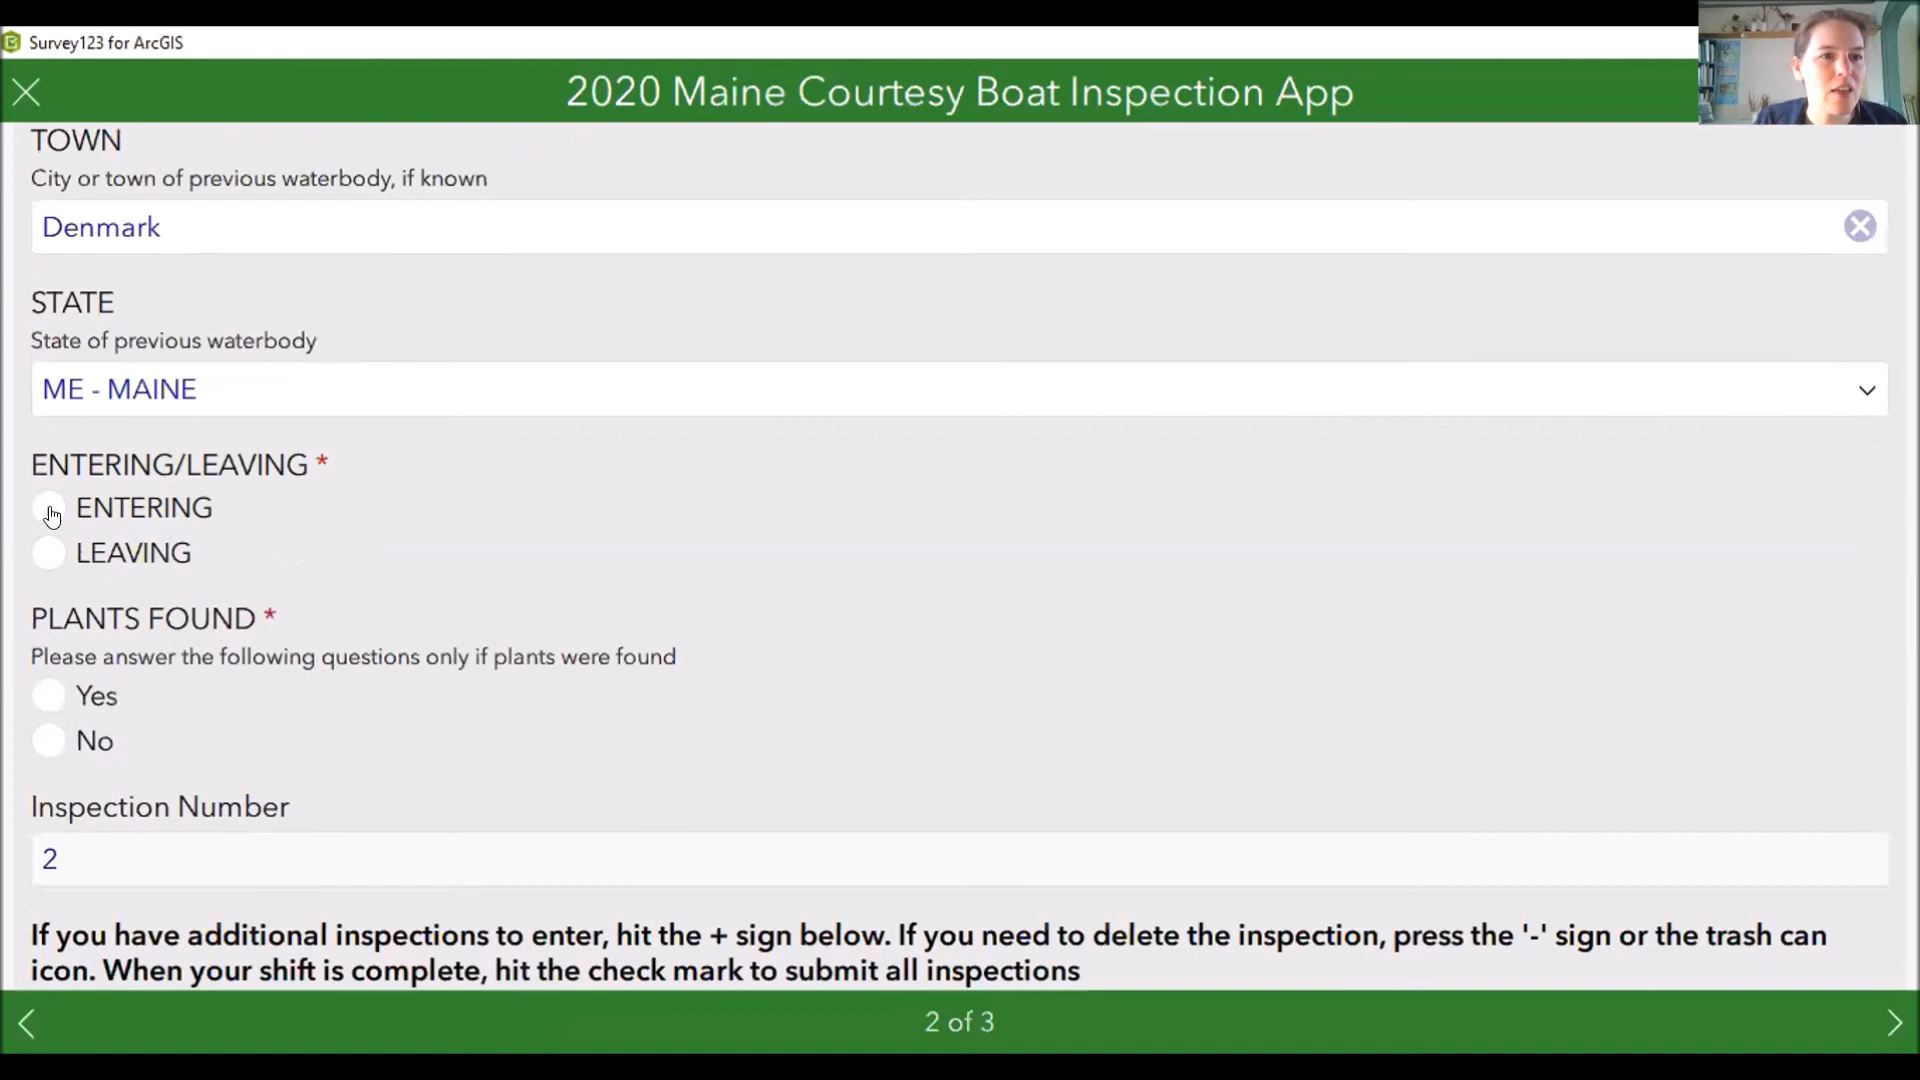 Survey123 for ArcGIS
2020 Maine Courtesy Boat Inspection App
TOWN
City or town of previous waterbody, if known
Denmark
STATE
State of previous waterbody
ME - MAINE
ENTERING/LEAVING *
ENTERING
LEAVING
PLANTS FOUND *
Please answer the following questions only if plants were found
Yes
No
Inspection Number
2
If you have additional inspections to enter, hit the + sign below. If you need to delete the inspection, press the '-' sign or the trash can
icon. When your shift is complete, hit the check mark to submit all inspections
2 of 3